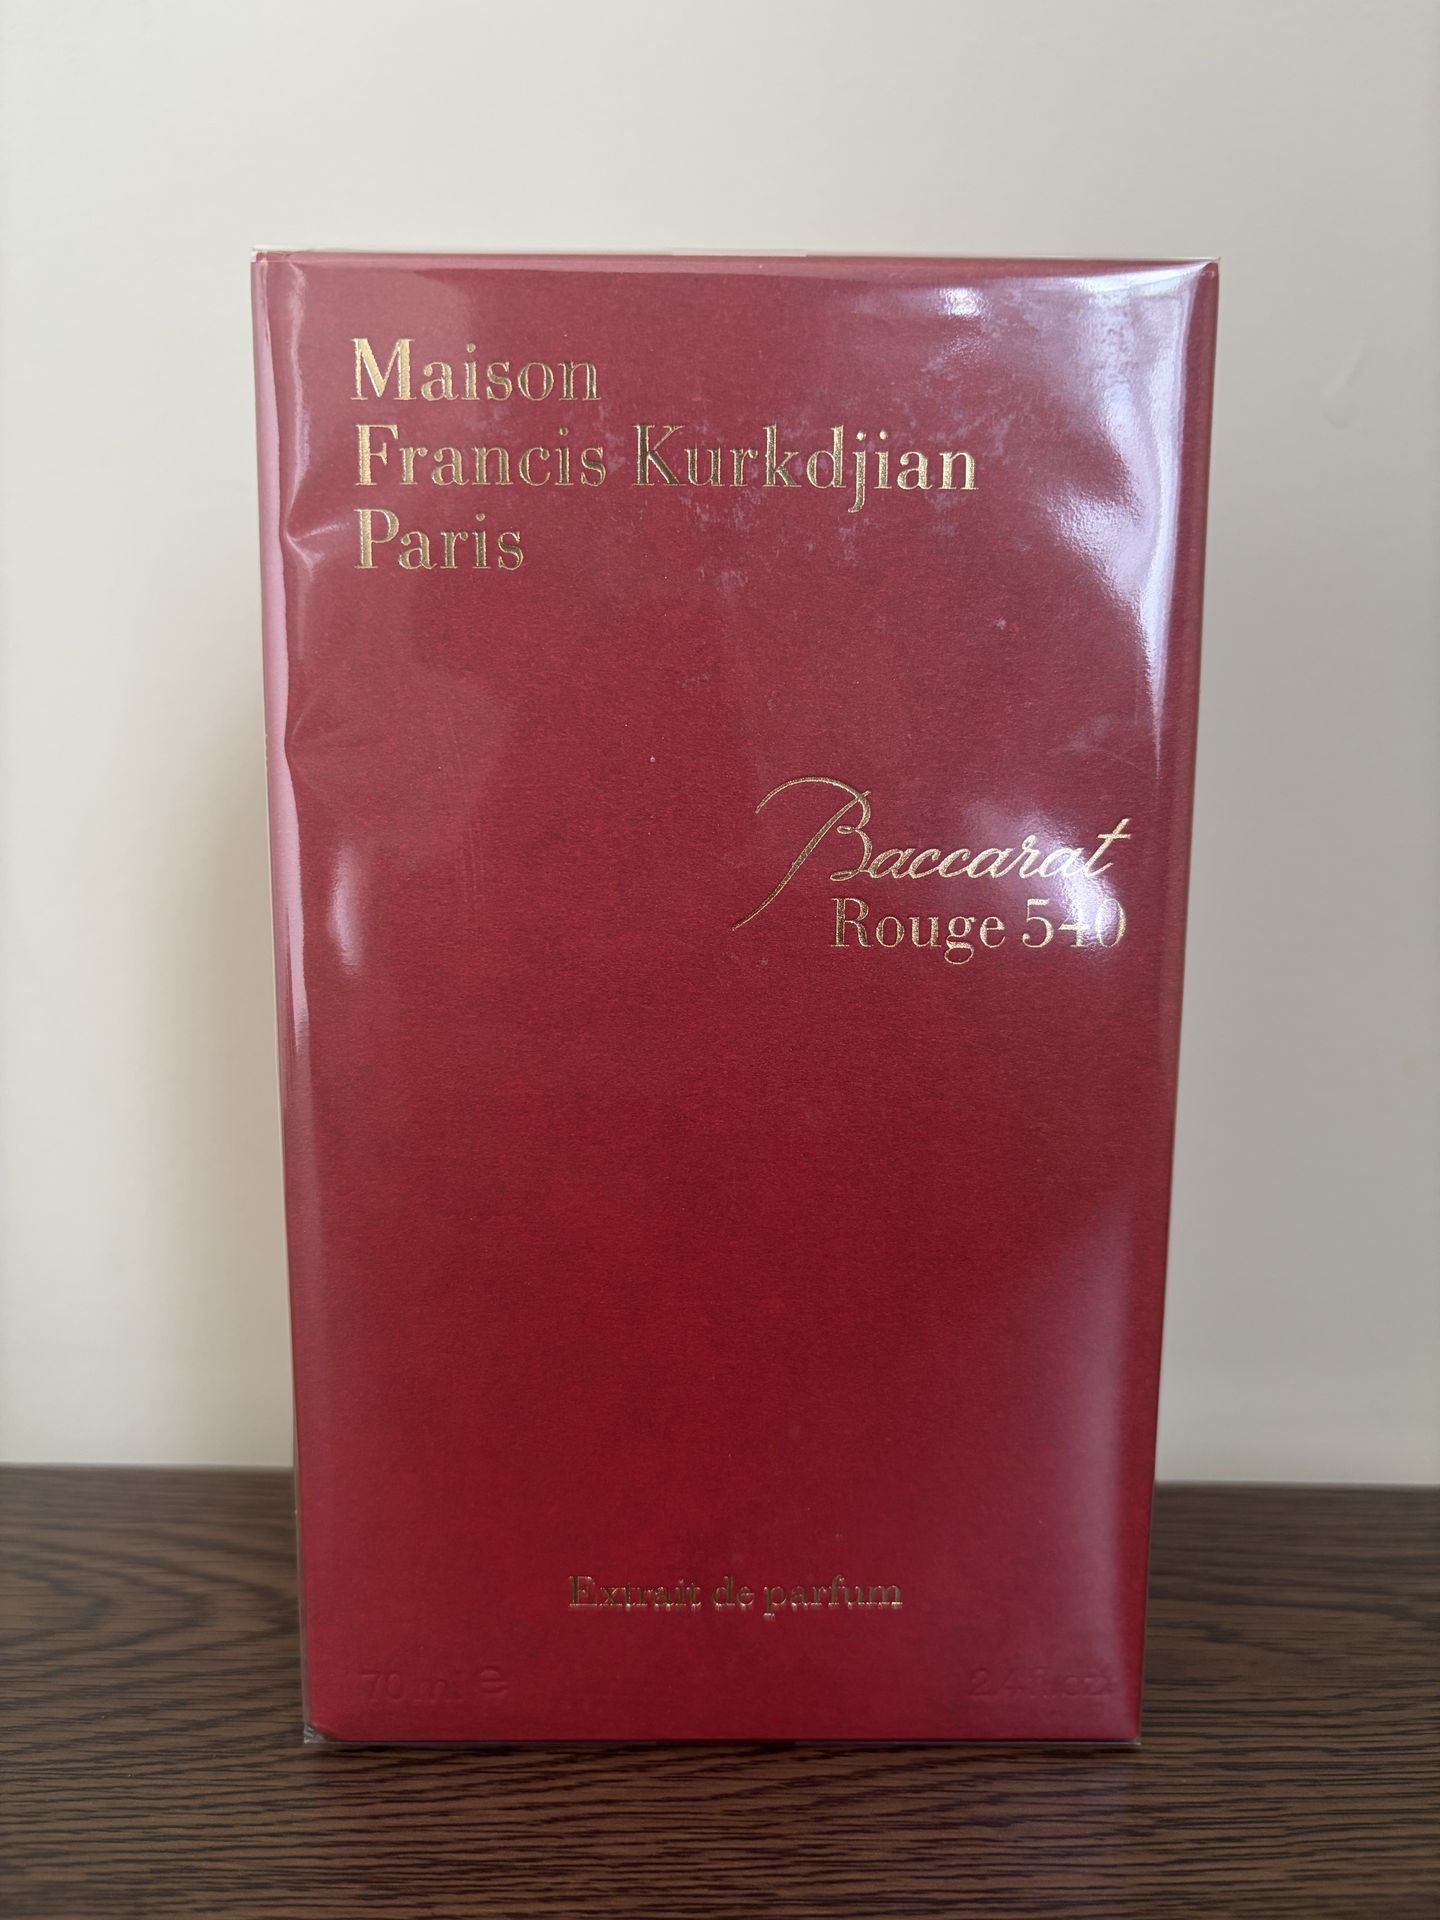 Maison
Francis Kurkdjian
Paris
Baccarat
Rouge 540
Extrait de parfum
70 ml e 2.4 fl.oz.